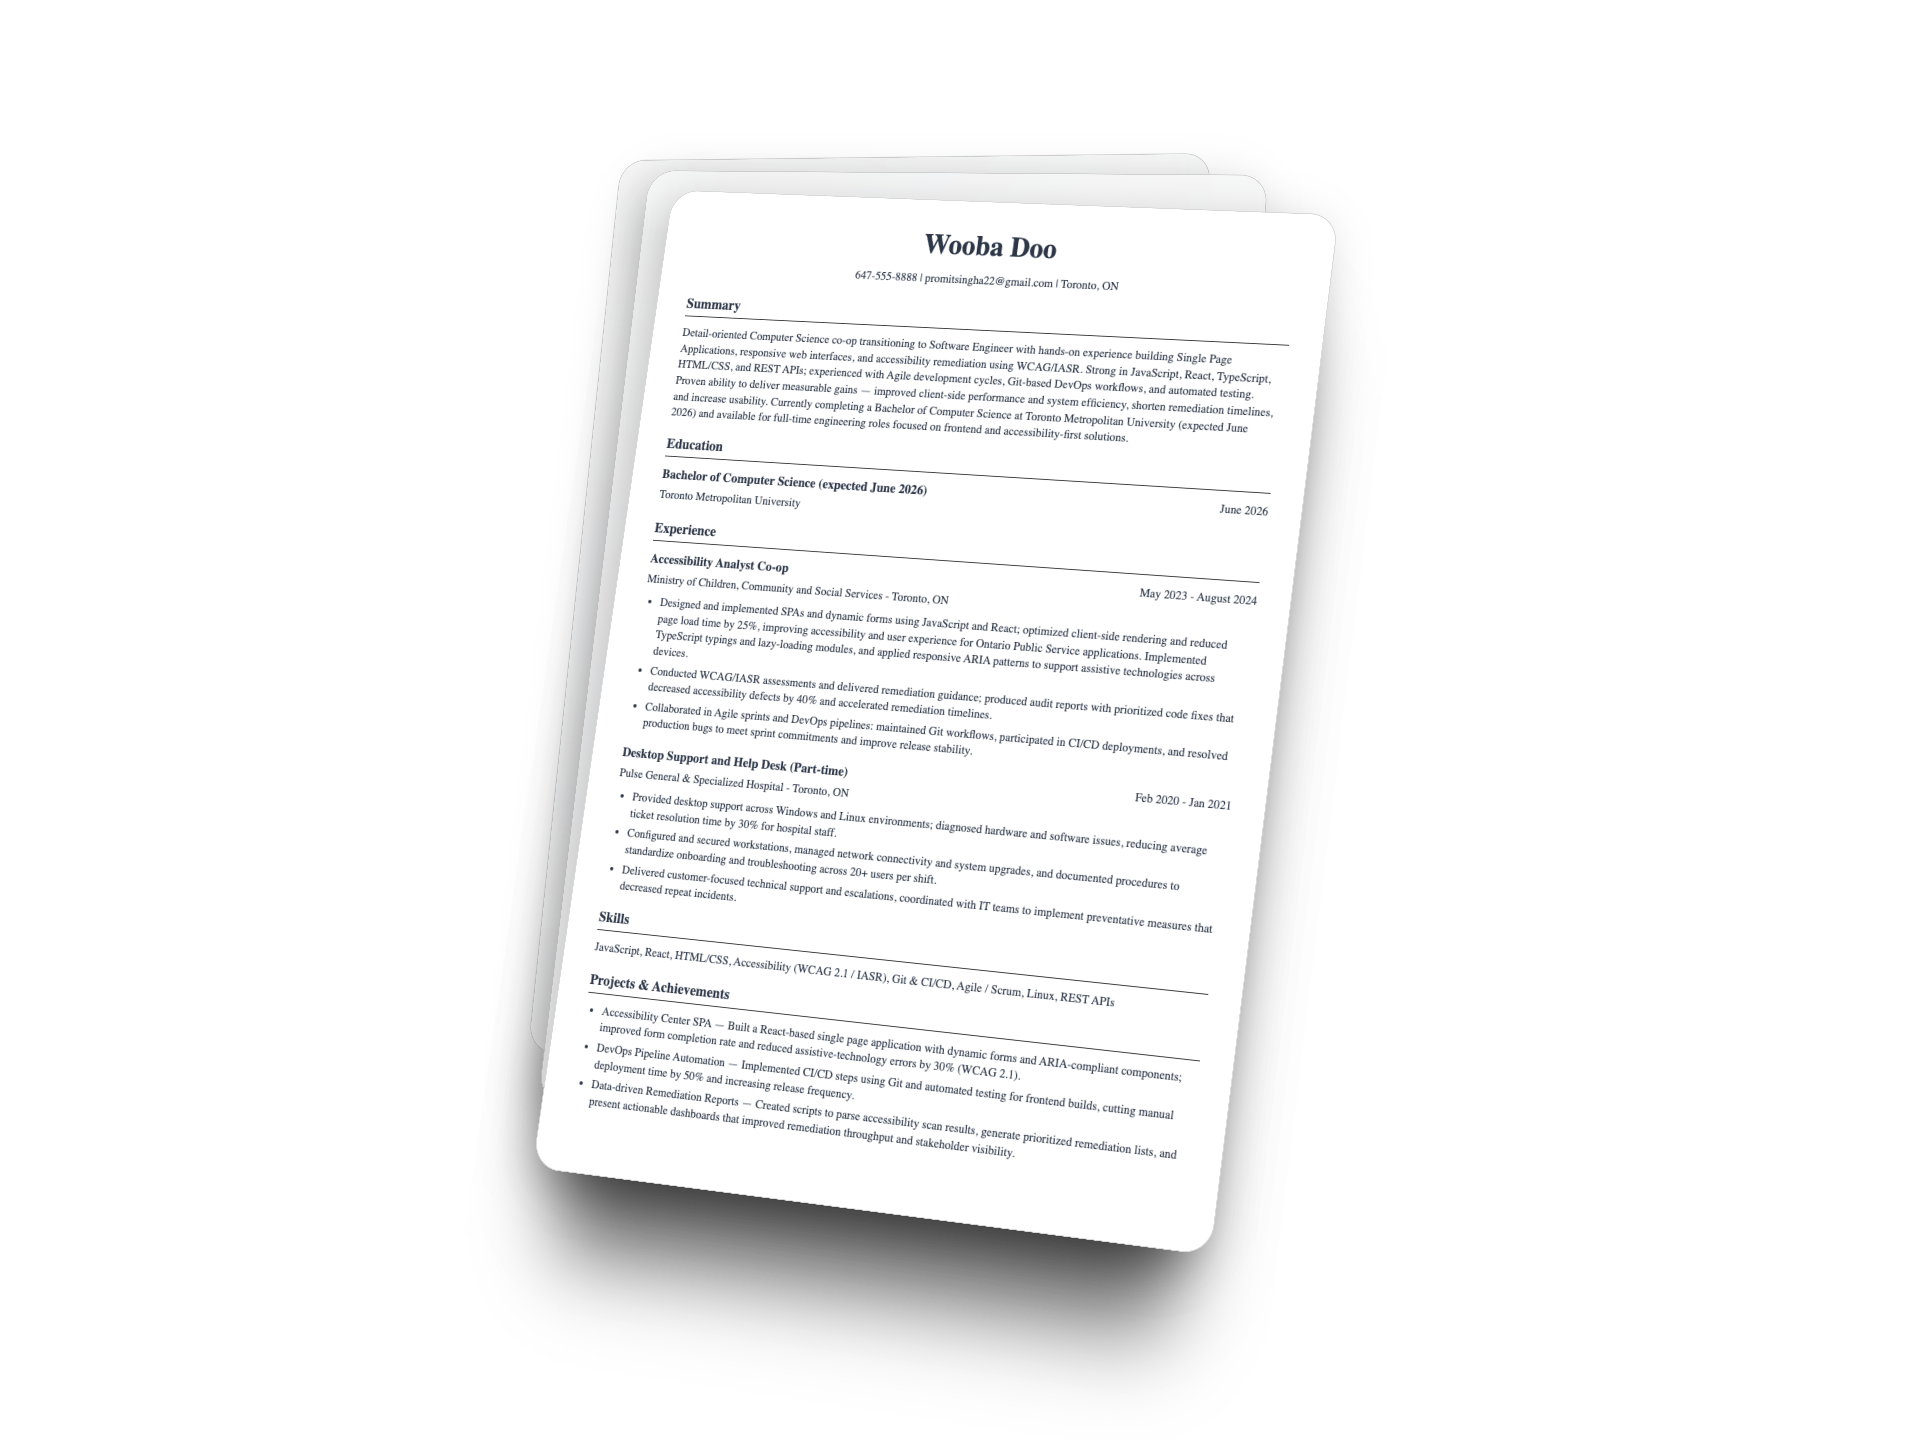 Wooba Doo
647-555-8888 | promitsingha22@gmail.com | Toronto, ON
Summary
Detail-oriented Computer Science co-op transitioning to Software Engineer with hands-on experience building Single Page
Applications, responsive web interfaces, and accessibility remediation using WCAG/IASR. Strong in JavaScript, React, TypeScript,
HTML/CSS, and REST APIs; experienced with Agile development cycles, Git-based DevOps workflows, and automated testing.
Proven ability to deliver measurable gains — improved client-side performance and system efficiency, shorten remediation timelines,
and increase usability. Currently completing a Bachelor of Computer Science at Toronto Metropolitan University (expected June
2026) and available for full-time engineering roles focused on frontend and accessibility-first solutions.
Education
Bachelor of Computer Science (expected June 2026)
Toronto Metropolitan University
June 2026
Experience
Accessibility Analyst Co-op
Ministry of Children, Community and Social Services - Toronto, ON
May 2023 - August 2024
• Designed and implemented SPAs and dynamic forms using JavaScript and React; optimized client-side rendering and reduced
page load time by 25%, improving accessibility and user experience for Ontario Public Service applications. Implemented
TypeScript typings and lazy-loading modules, and applied responsive ARIA patterns to support assistive technologies across
devices.
• Conducted WCAG/IASR assessments and delivered remediation guidance; produced audit reports with prioritized code fixes that
decreased accessibility defects by 40% and accelerated remediation timelines.
• Collaborated in Agile sprints and DevOps pipelines: maintained Git workflows, participated in CI/CD deployments, and resolved
production bugs to meet sprint commitments and improve release stability.
Desktop Support and Help Desk (Part-time)
Pulse General & Specialized Hospital - Toronto, ON
Feb 2020 - Jan 2021
• Provided desktop support across Windows and Linux environments; diagnosed hardware and software issues, reducing average
ticket resolution time by 30% for hospital staff.
• Configured and secured workstations, managed network connectivity and system upgrades, and documented procedures to
standardize onboarding and troubleshooting across 20+ users per shift.
• Delivered customer-focused technical support and escalations, coordinated with IT teams to implement preventative measures that
decreased repeat incidents.
Skills
JavaScript, React, HTML/CSS, Accessibility (WCAG 2.1 / IASR), Git & CI/CD, Agile / Scrum, Linux, REST APIs
Projects & Achievements
• Accessibility Center SPA — Built a React-based single page application with dynamic forms and ARIA-compliant components;
improved form completion rate and reduced assistive-technology errors by 30% (WCAG 2.1).
• DevOps Pipeline Automation — Implemented CI/CD steps using Git and automated testing for frontend builds, cutting manual
deployment time by 50% and increasing release frequency.
• Data-driven Remediation Reports — Created scripts to parse accessibility scan results, generate prioritized remediation lists, and
present actionable dashboards that improved remediation throughput and stakeholder visibility.